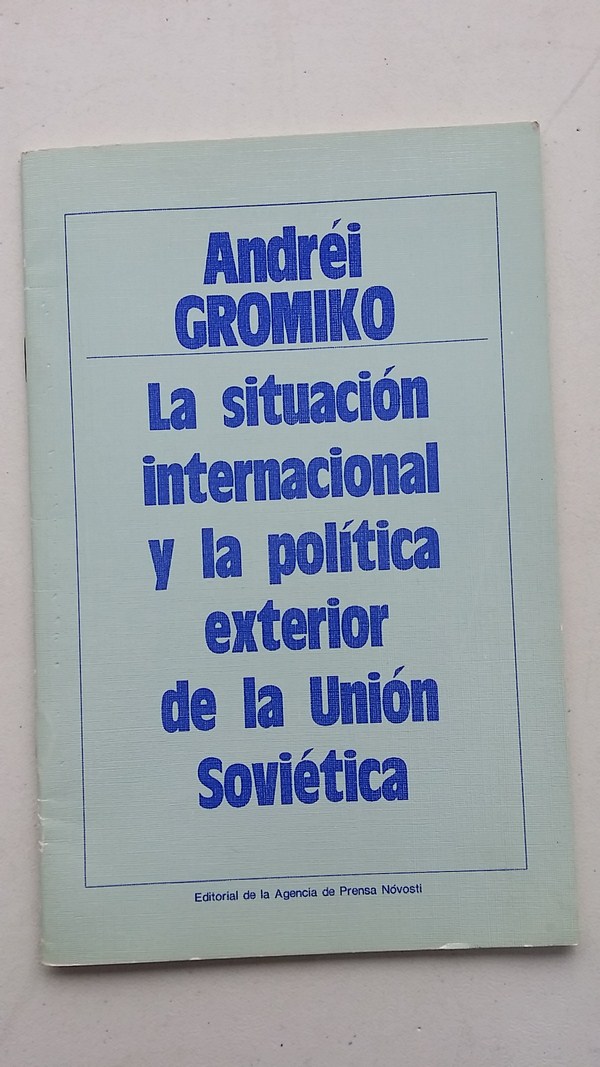 Andréi
GROMIKO
La situación
internacional
y la política
exterior
de la Unión
Soviética
Editorial de la Agencia de Prensa Nóvosti